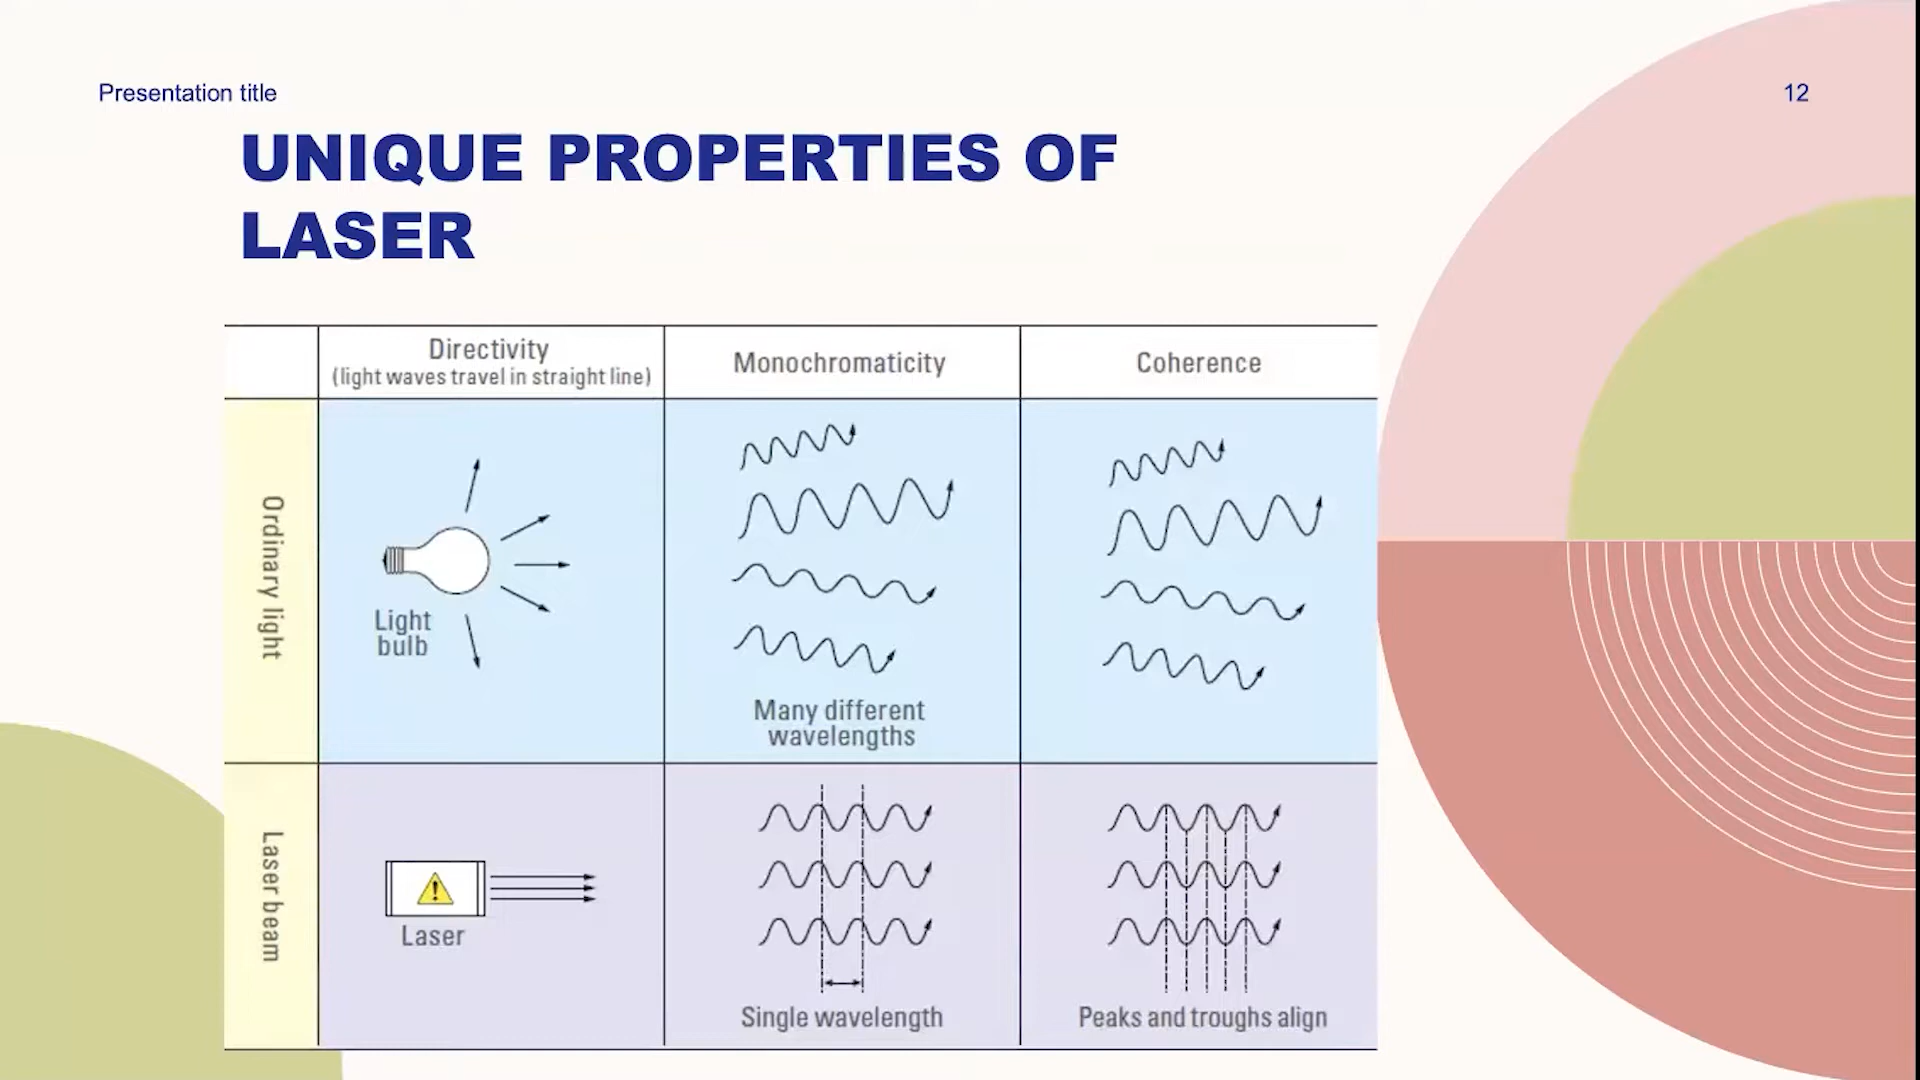 Presentation title
12
UNIQUE PROPERTIES OF
LASER
Directivity
(light waves travel in straight line)
Monochromaticity
Coherence
Ordinary light
Light
bulb
Many different
wavelengths
Laser beam
Laser
Single wavelength
Peaks and troughs align